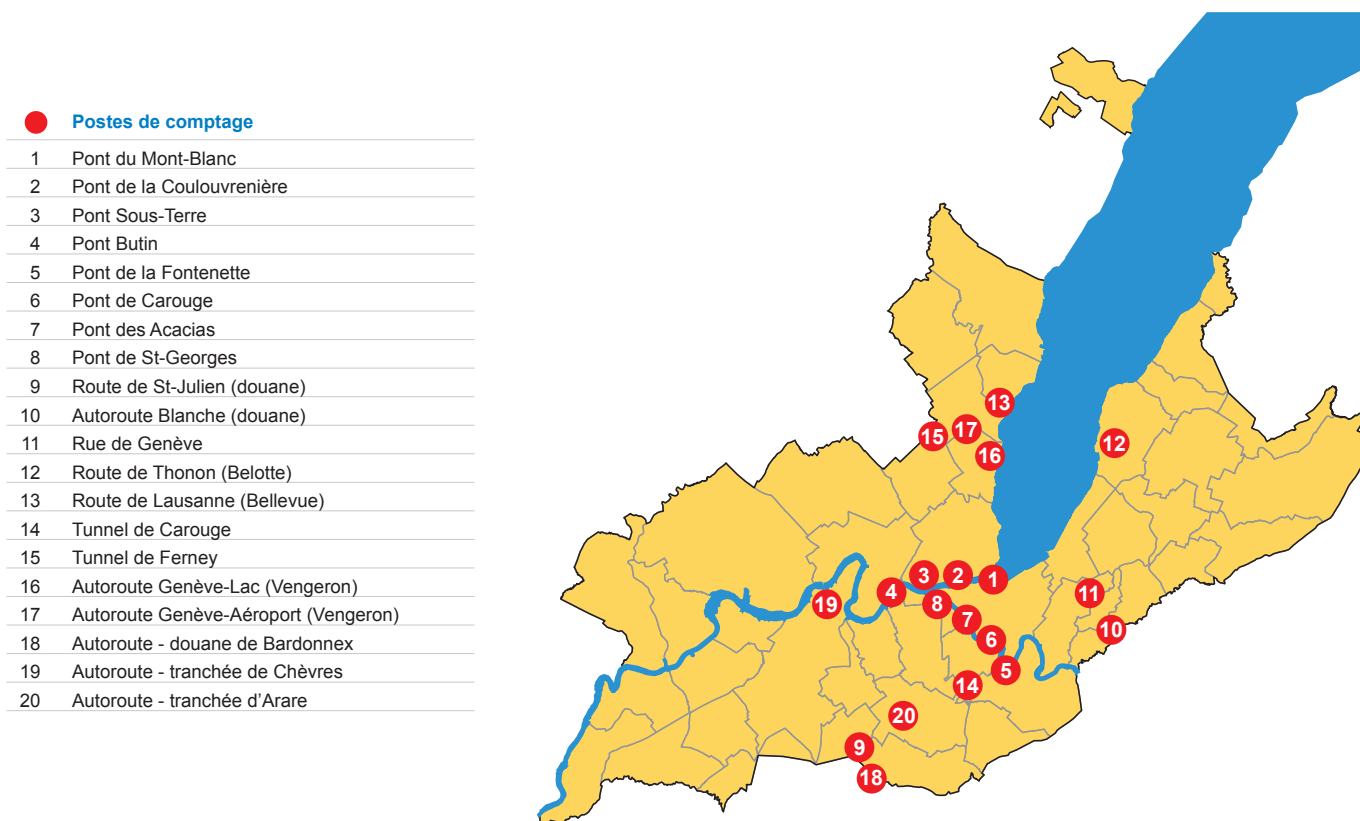 Postes de comptage
1 Pont du Mont-Blanc
2 Pont de la Coulouvrenière
3 Pont Sous-Terre
4 Pont Butin
5 Pont de la Fontenette
6 Pont de Carouge
7 Pont des Acacias
8 Pont de St-Georges
9 Route de St-Julien (douane)
10 Autoroute Blanche (douane)
11 Rue de Genève
12 Route de Thonon (Belotte)
13 Route de Lausanne (Bellevue)
14 Tunnel de Carouge
15 Tunnel de Ferney
16 Autoroute Genève-Lac (Vengeron)
17 Autoroute Genève-Aéroport (Vengeron)
18 Autoroute - douane de Bardonnex
19 Autoroute - tranchée de Chèvres
20 Autoroute - tranchée d'Arare
13
17
15
12
16
3
2
1
4
11
19
8
7
10
6
5
14
20
9
18